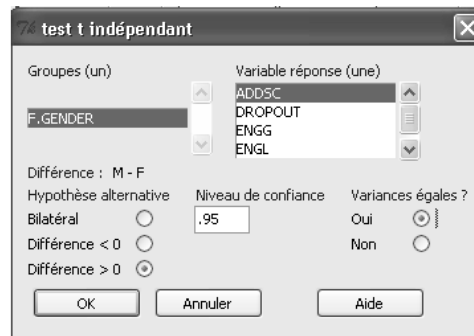 test t indépendant
Groupes (un)
Variable réponse (une)
F.GENDER
ADDSC
DROPOUT
ENGG
ENGL
Différence : M - F
Hypothèse alternative
Niveau de confiance
Variances égales ?
Bilatéral
.95
Oui
Différence < 0
Non
Différence > 0
OK
Annuler
Aide